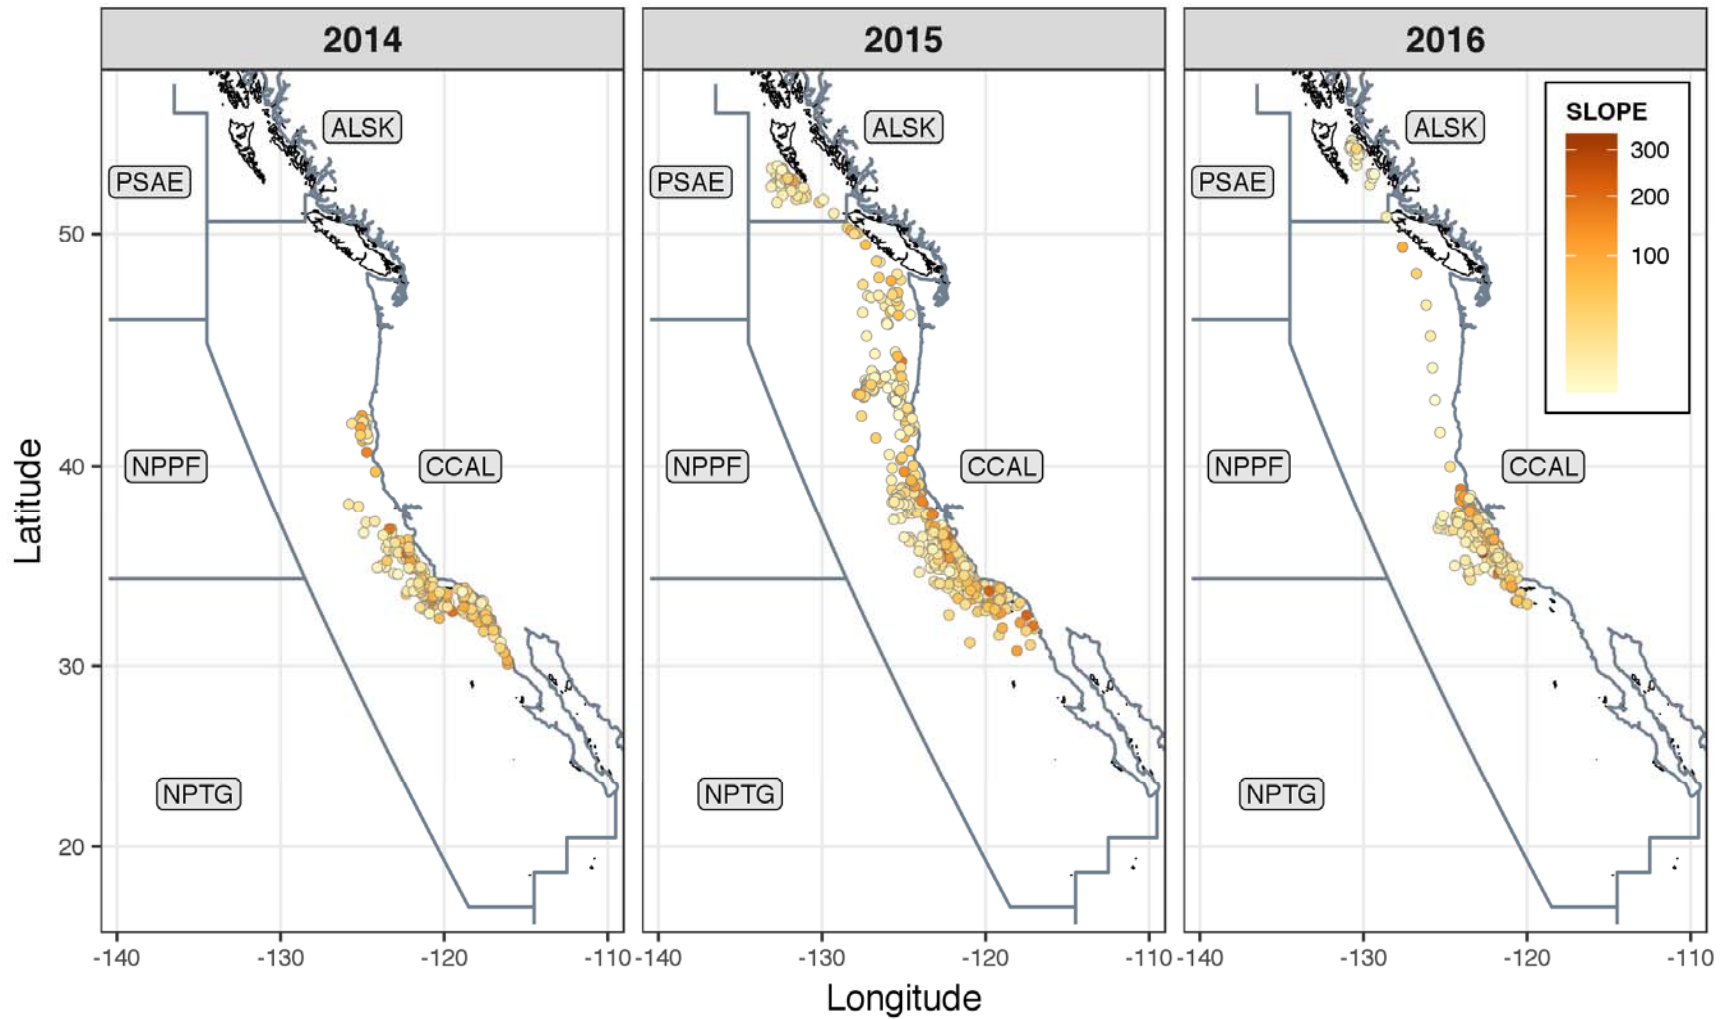 2014 2015 2016
SLOPE
300
200
100
ALSK ALSK ALSK
PSAE PSAE PSAE
NPPF CCAL NPPF CCAL NPPF CCAL
NPTG NPTG NPTG
50
40
30
20
Latitude
-140 -130 -120 -110 -140 -130 -120 -110 -140 -130 -120 -110
Longitude